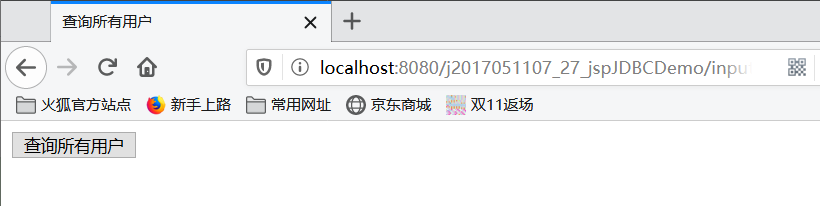 查询所有用户
localhost:8080/j2017051107_27_jspJDBCDemo/inpu
火狐官方站点 新手上路 常用网址 京东商城 双11返场
查询所有用户